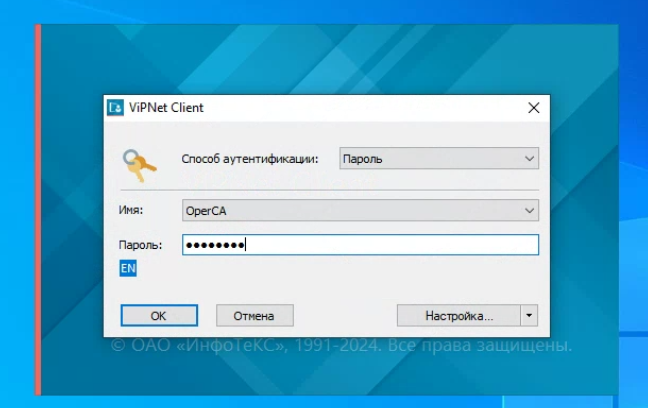 ViPNet Client
Способ аутентификации: Пароль
Имя: OperCA
Пароль: ••••••••
EN
OK Отмена Настройка...
© ОАО «ИнфоТеКС», 1991-2024. Все права защищены.